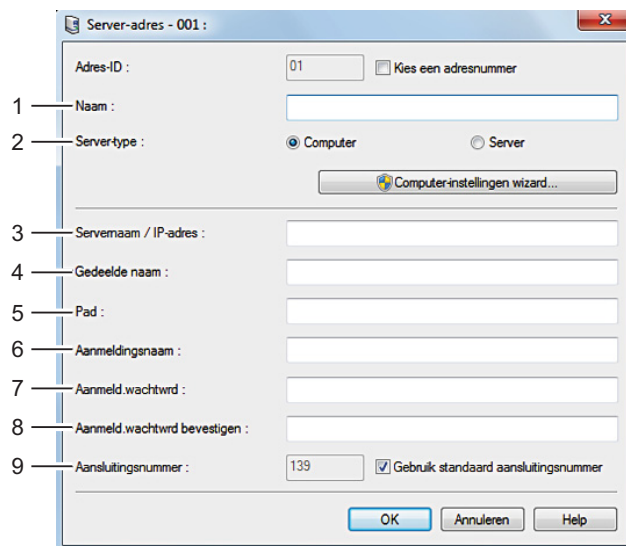 Server-adres - 001 :
Adres-ID : 01 Kies een adresnummer
1 Naam :
2 Server-type : Computer Server
Computer-instellingen wizard...
3 Servernaam / IP-adres :
4 Gedeelde naam :
5 Pad :
6 Aanmeldingsnaam :
7 Aanmeld.wachtwrd :
8 Aanmeld.wachtwrd bevestigen :
9 Aansluitingsnummer : 139 Gebruik standaard aansluitingsnummer
OK Annuleren Help